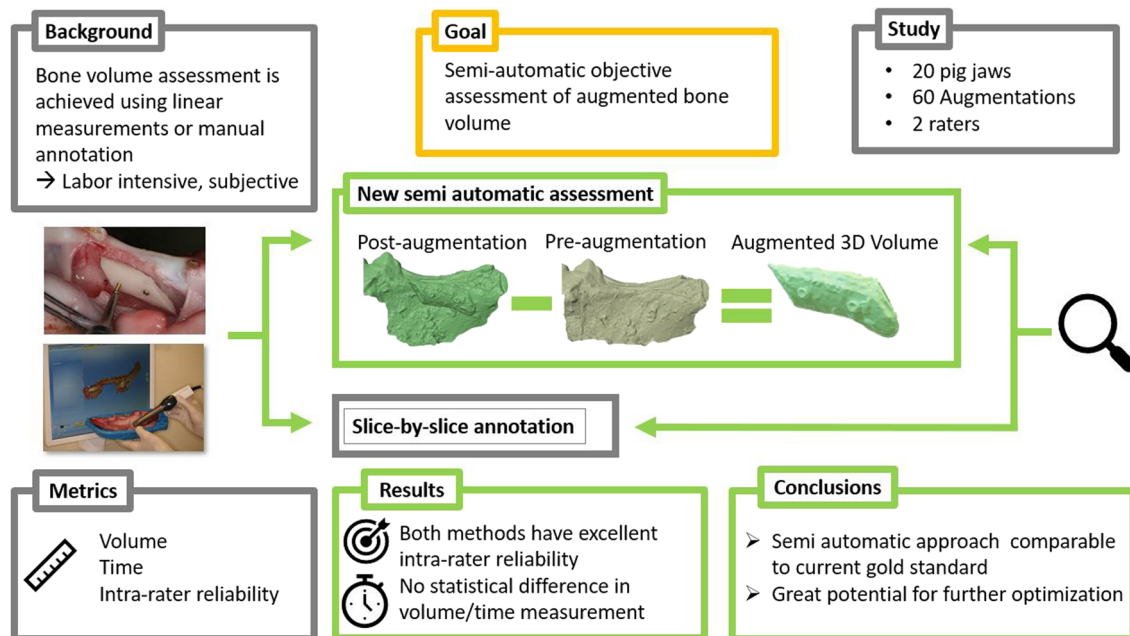 Background
Bone volume assessment is
achieved using linear
measurements or manual
annotation
→ Labor intensive, subjective
Goal
Semi-automatic objective
assessment of augmented bone
volume
Study
• 20 pig jaws
• 60 Augmentations
• 2 raters
New semi automatic assessment
Post-augmentation
Pre-augmentation
Augmented 3D Volume
Slice-by-slice annotation
Metrics
Volume
Time
Intra-rater reliability
Results
Both methods have excellent
intra-rater reliability
No statistical difference in
volume/time measurement
Conclusions
➢ Semi automatic approach comparable
to current gold standard
➢ Great potential for further optimization